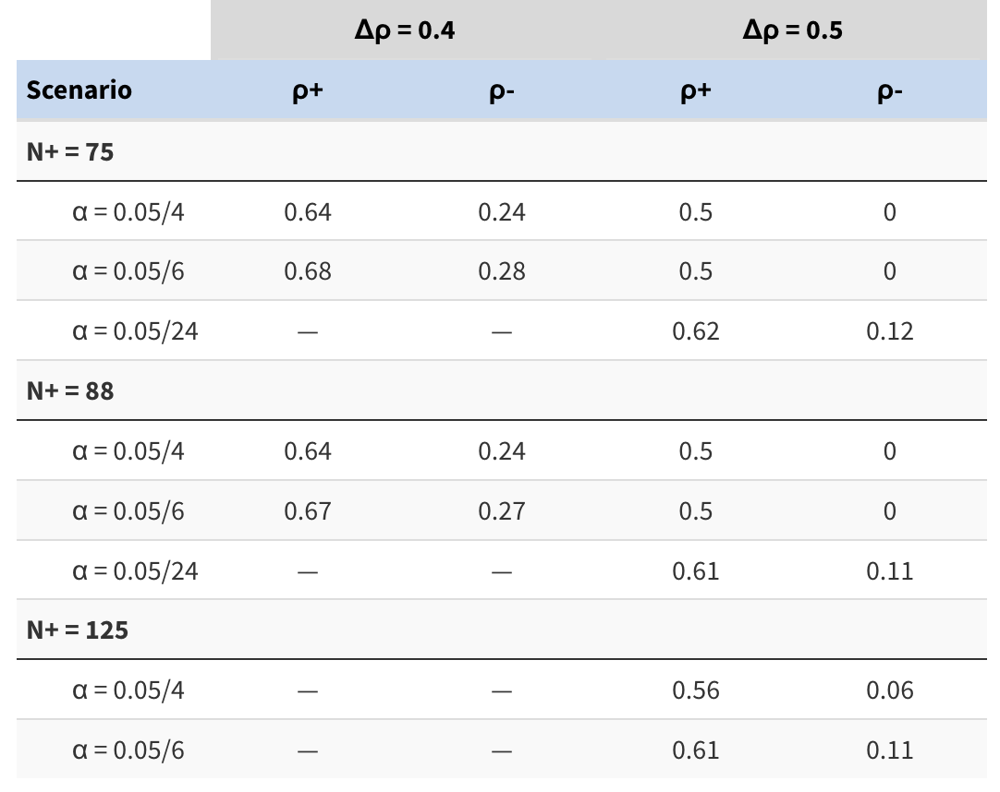 Δρ = 0.4 Δρ = 0.5
Scenario ρ+ ρ- ρ+ ρ-
N+ = 75
α = 0.05/4 0.64 0.24 0.5 0
α = 0.05/6 0.68 0.28 0.5 0
α = 0.05/24 — — 0.62 0.12
N+ = 88
α = 0.05/4 0.64 0.24 0.5 0
α = 0.05/6 0.67 0.27 0.5 0
α = 0.05/24 — — 0.61 0.11
N+ = 125
α = 0.05/4 — — 0.56 0.06
α = 0.05/6 — — 0.61 0.11